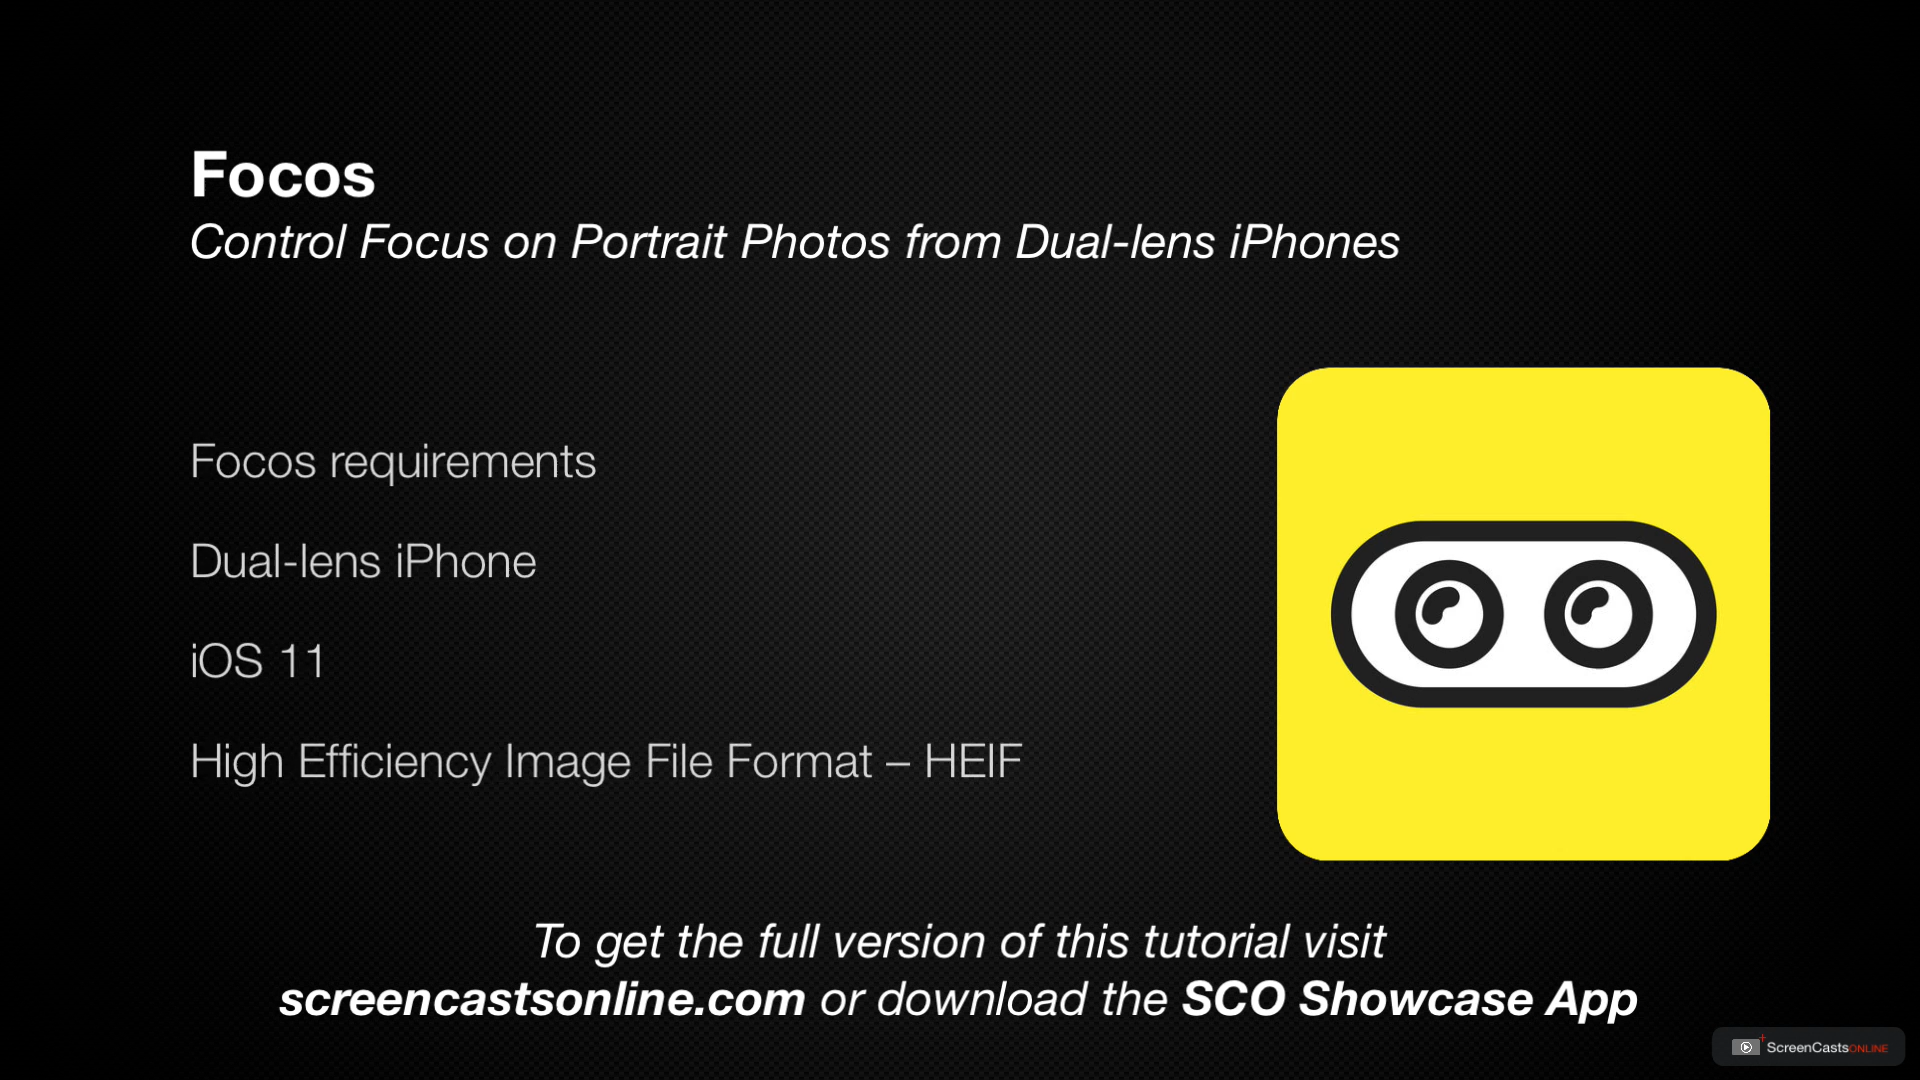 Focos
Control Focus on Portrait Photos from Dual-lens iPhones
Focos requirements
Dual-lens iPhone
iOS 11
High Efficiency Image File Format – HEIF
To get the full version of this tutorial visit
screencastsonline.com or download the SCO Showcase App
ScreenCastsONLINE